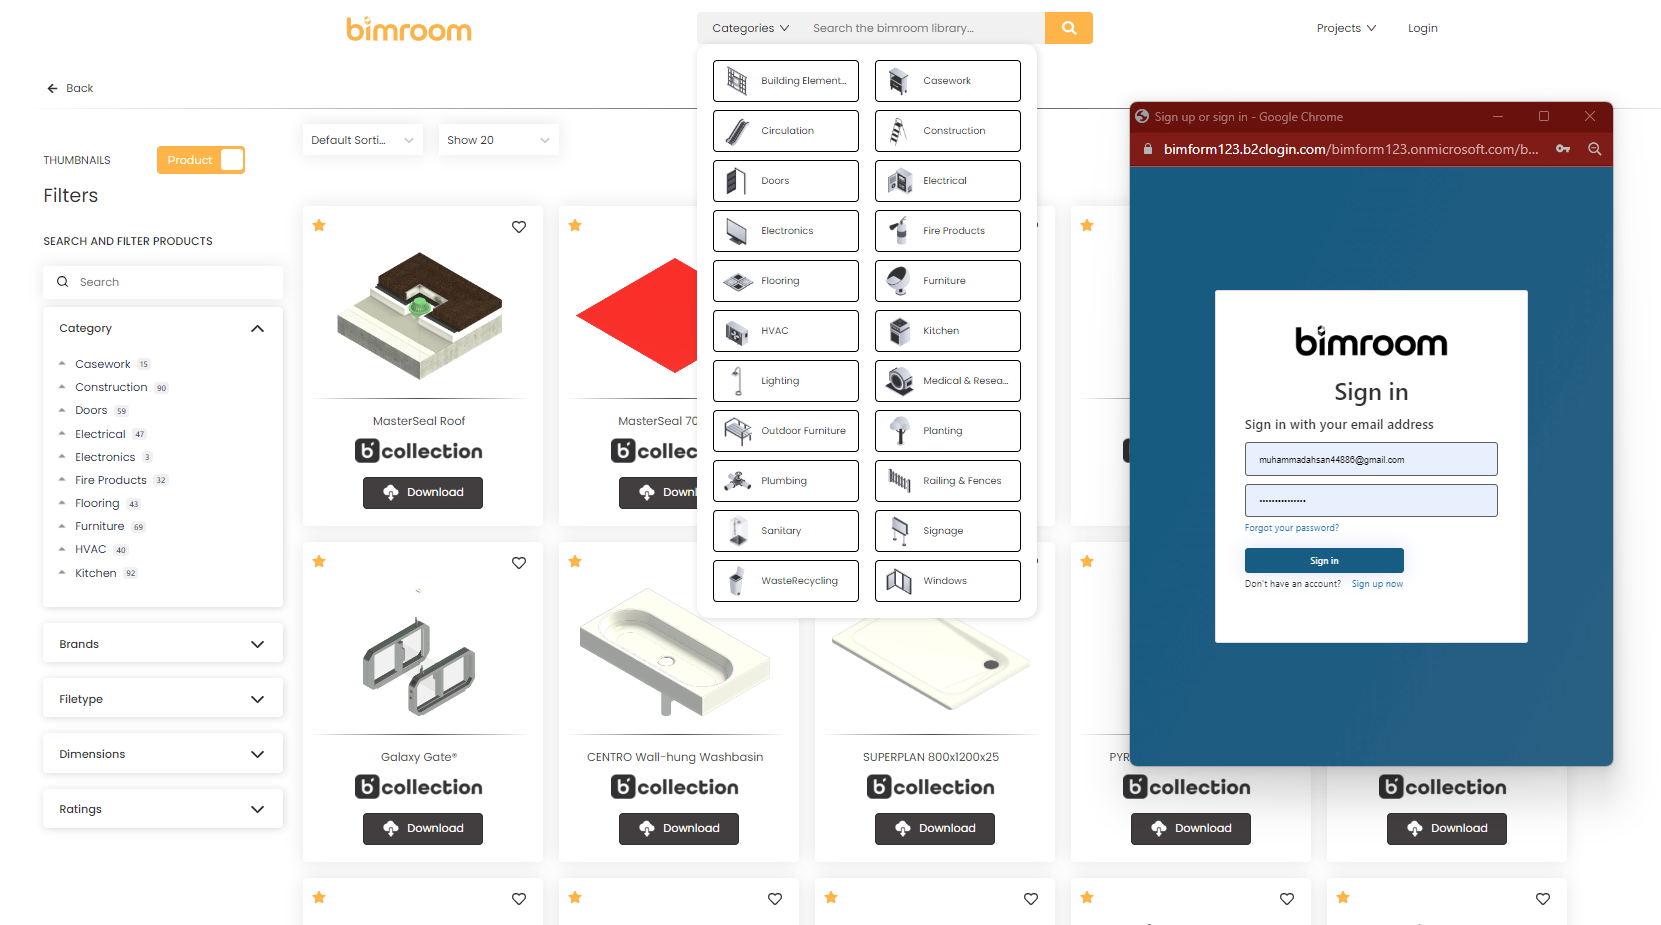 bimroom
Categories
Search the bimroom library...
Projects
Login
Back
THUMBNAILS
Product
Filters
SEARCH AND FILTER PRODUCTS
Search
Category
Casework 15
Construction 90
Doors 59
Electrical 47
Electronics 3
Fire Products 32
Flooring 43
Furniture 69
HVAC 40
Kitchen 92
Brands
Filetype
Dimensions
Ratings
Default Sorti...
Show 20
Building Element...
Casework
Circulation
Construction
Doors
Electrical
Electronics
Fire Products
Flooring
Furniture
HVAC
Kitchen
Lighting
Medical & Resea...
Outdoor Furniture
Planting
Plumbing
Railing & Fences
Sanitary
Signage
WasteRecycling
Windows
MasterSeal Roof
b collection
Download
MasterSeal 70
b collec
Downl
Galaxy Gate®
b collection
Download
CENTRO Wall-hung Washbasin
b collection
Download
SUPERPLAN 800x1200x25
b collection
Download
PYR
b collection
Download
b collection
Download
Sign up or sign in - Google Chrome
bimform123.b2clogin.com/bimform123.onmicrosoft.com/b...
bimroom
Sign in
Sign in with your email address
muhammadahsan44886@gmail.com
Forgot your password?
Sign in
Don't have an account? Sign up now